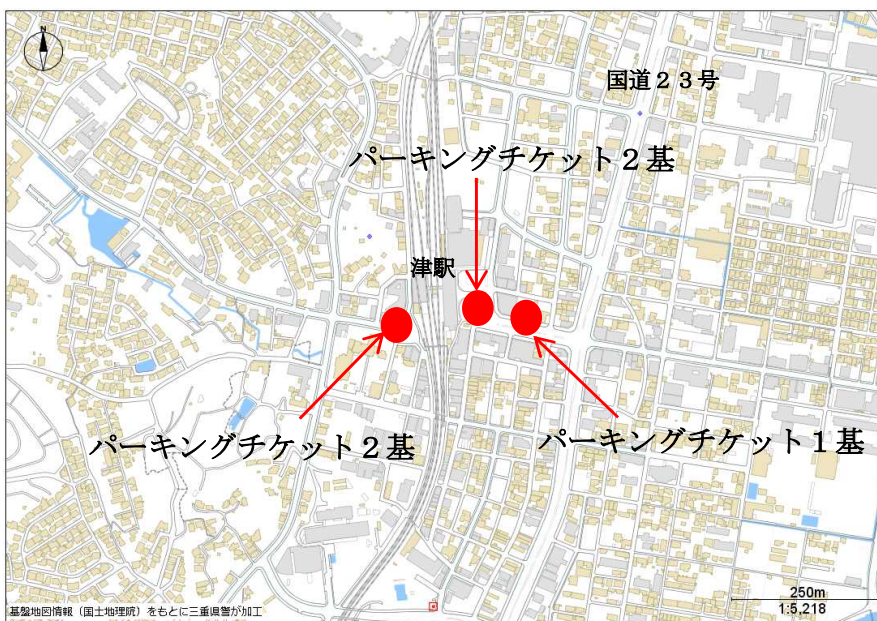 N
国道２３号
パーキングチケット２基
津駅
パーキングチケット２基
パーキングチケット１基
250m
1:5,218
基盤地図情報（国土地理院）をもとに三重県警が加工